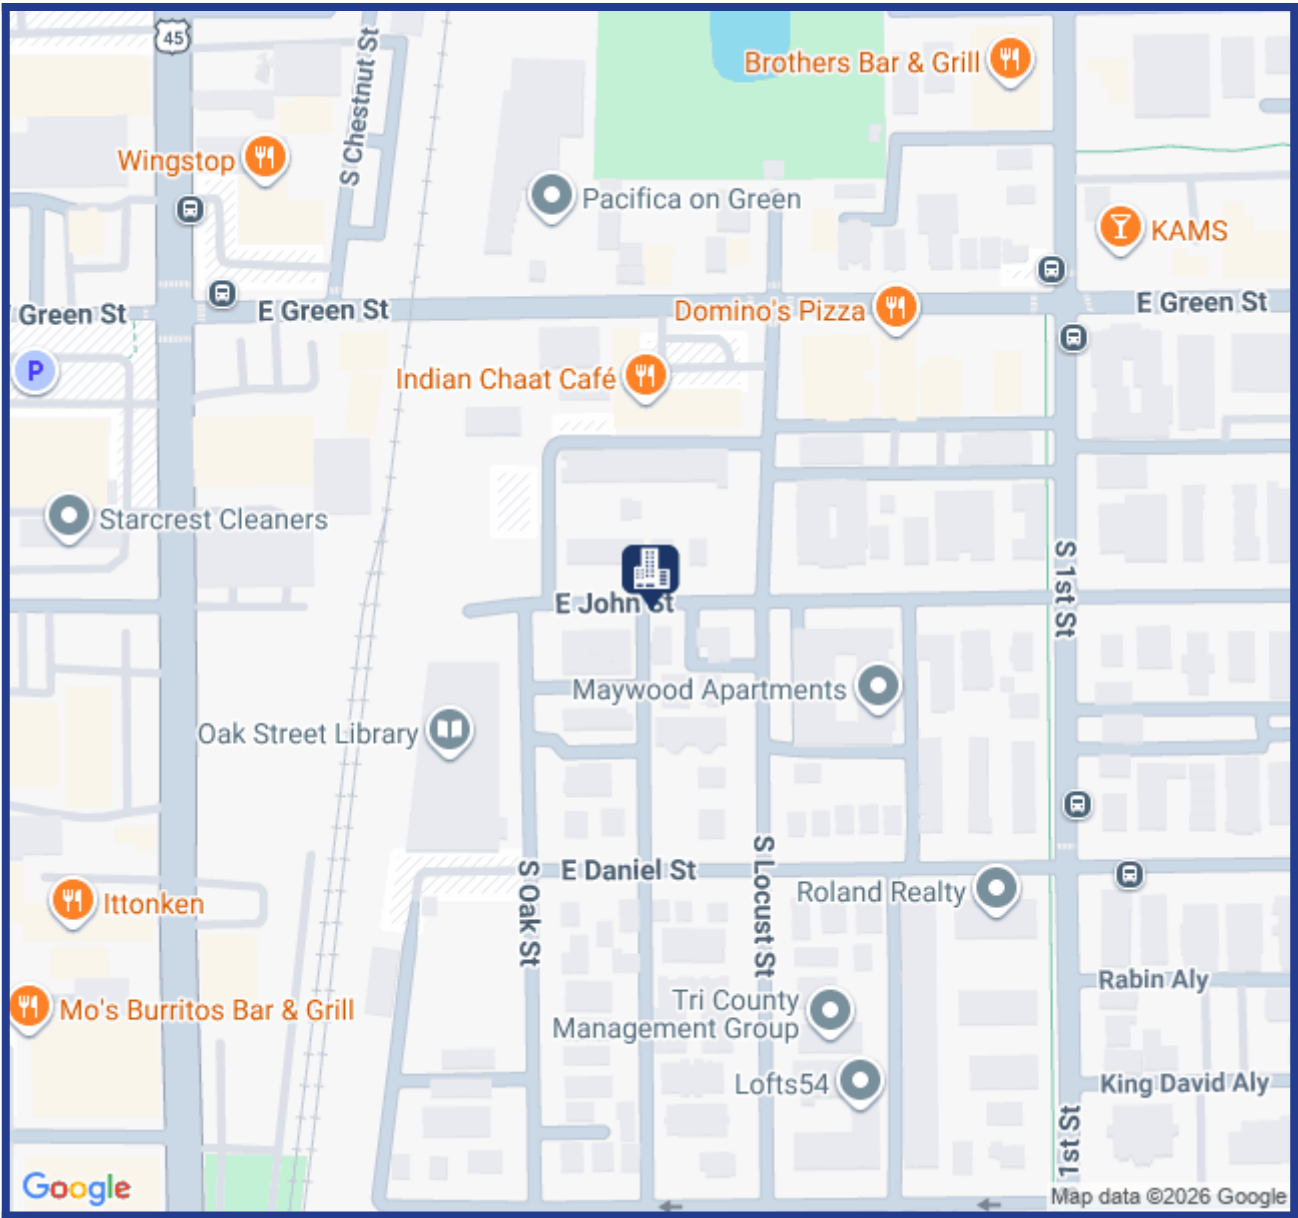 45
S Chestnut St
Brothers Bar & Grill
Wingstop
Pacifica on Green
KAMS
Green St
E Green St
Domino's Pizza
E Green St
P
Indian Chaat Café
Starcrest Cleaners
S 1st St
E John St
Maywood Apartments
Oak Street Library
S Oak St
E Daniel St
S Locust St
Roland Realty
Ittonken
Rabin Aly
Mo's Burritos Bar & Grill
Tri County
Management Group
Lofts54
King David Aly
1st St
Google
Map data ©2026 Google